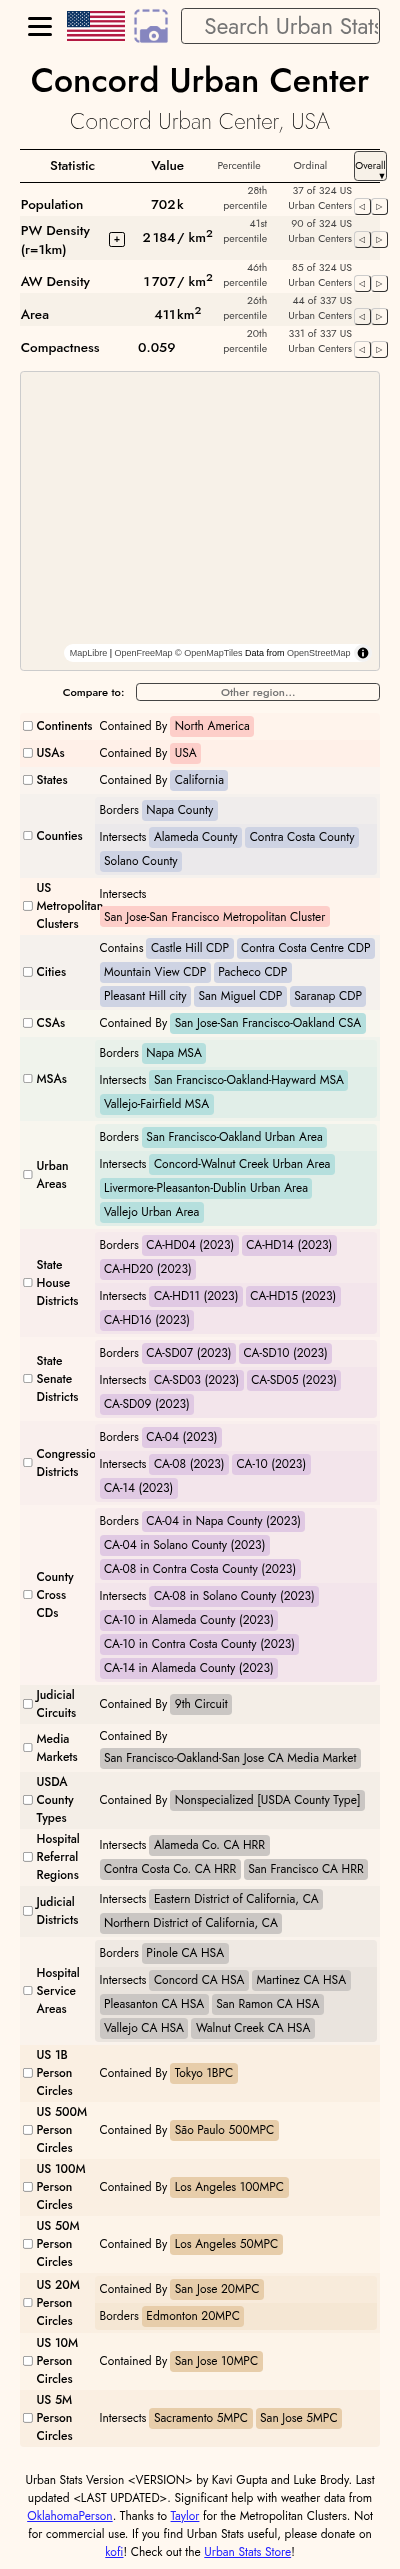 Search Urban Stats
Concord Urban Center
Concord Urban Center, USA
Statistic Value Percentile Ordinal Overall ▼
Population 702k 28th percentile 37 of 324 US Urban Centers ◁ ▷
PW Density (r=1km) + 2 184 / km² 41st percentile 90 of 324 US Urban Centers ◁ ▷
AW Density 1 707 / km² 46th percentile 85 of 324 US Urban Centers ◁ ▷
Area 411km² 26th percentile 44 of 337 US Urban Centers ◁ ▷
Compactness 0.059 20th percentile 331 of 337 US Urban Centers ◁ ▷
MapLibre | OpenFreeMap © OpenMapTiles Data from OpenStreetMap
Compare to: Other region...
Continents Contained By North America
USAs Contained By USA
States Contained By California
Counties
Borders Napa County
Intersects Alameda County Contra Costa County
Solano County
US Metropolitan Clusters
Intersects
San Jose-San Francisco Metropolitan Cluster
Cities
Contains Castle Hill CDP Contra Costa Centre CDP
Mountain View CDP Pacheco CDP
Pleasant Hill city San Miguel CDP Saranap CDP
CSAs Contained By San Jose-San Francisco-Oakland CSA
MSAs
Borders Napa MSA
Intersects San Francisco-Oakland-Hayward MSA
Vallejo-Fairfield MSA
Urban Areas
Borders San Francisco-Oakland Urban Area
Intersects Concord-Walnut Creek Urban Area
Livermore-Pleasanton-Dublin Urban Area
Vallejo Urban Area
State House Districts
Borders CA-HD04 (2023) CA-HD14 (2023)
CA-HD20 (2023)
Intersects CA-HD11 (2023) CA-HD15 (2023)
CA-HD16 (2023)
State Senate Districts
Borders CA-SD07 (2023) CA-SD10 (2023)
Intersects CA-SD03 (2023) CA-SD05 (2023)
CA-SD09 (2023)
Congressio Districts
Borders CA-04 (2023)
Intersects CA-08 (2023) CA-10 (2023)
CA-14 (2023)
County Cross CDs
Borders CA-04 in Napa County (2023)
CA-04 in Solano County (2023)
CA-08 in Contra Costa County (2023)
Intersects CA-08 in Solano County (2023)
CA-10 in Alameda County (2023)
CA-10 in Contra Costa County (2023)
CA-14 in Alameda County (2023)
Judicial Circuits Contained By 9th Circuit
Media Markets
Contained By
San Francisco-Oakland-San Jose CA Media Market
USDA County Types Contained By Nonspecialized [USDA County Type]
Hospital Referral Regions
Intersects Alameda Co. CA HRR
Contra Costa Co. CA HRR San Francisco CA HRR
Judicial Districts
Intersects Eastern District of California, CA
Northern District of California, CA
Hospital Service Areas
Borders Pinole CA HSA
Intersects Concord CA HSA Martinez CA HSA
Pleasanton CA HSA San Ramon CA HSA
Vallejo CA HSA Walnut Creek CA HSA
US 1B Person Circles Contained By Tokyo 1BPC
US 500M Person Circles Contained By São Paulo 500MPC
US 100M Person Circles Contained By Los Angeles 100MPC
US 50M Person Circles Contained By Los Angeles 50MPC
US 20M Person Circles
Contained By San Jose 20MPC
Borders Edmonton 20MPC
US 10M Person Circles Contained By San Jose 10MPC
US 5M Person Circles Intersects Sacramento 5MPC San Jose 5MPC
Urban Stats Version <VERSION> by Kavi Gupta and Luke Brody. Last
updated <LAST UPDATED>. Significant help with weather data from
OklahomaPerson. Thanks to Taylor for the Metropolitan Clusters. Not
for commercial use. If you find Urban Stats useful, please donate on
kofi! Check out the Urban Stats Store!